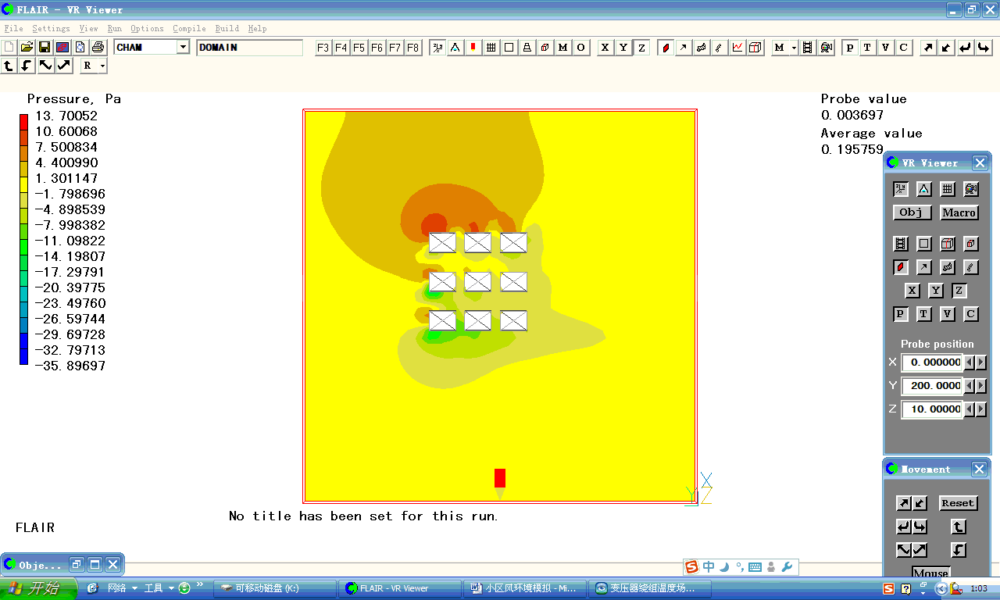 FLAIR - VR Viewer
File Settings View Run Options Compile Build Help
CHAM DOMAIN F3 F4 F5 F6 F7 F8 M O X Y Z M P T V C
R
Pressure, Pa
13.70052
10.60068
7.500834
4.400990
1.301147
-1.798696
-4.898539
-7.998382
-11.09822
-14.19807
-17.29791
-20.39775
-23.49760
-26.59744
-29.69728
-32.79713
-35.89697
Probe value
0.003697
Average value
0.195759
VR Viewer
Obj Macro
X Y Z
P T V C
Probe position
X 0.000000
Y 200.0000
Z 10.00000
X
Y
Z
Movement
Reset
Mouse
No title has been set for this run.
FLAIR
Obje...
中
开始 网络 工具 » 可移动磁盘 (K:) FLAIR - VR Viewer 小区风环境模拟 - Mi... 变压器绕组温度场... 1:03